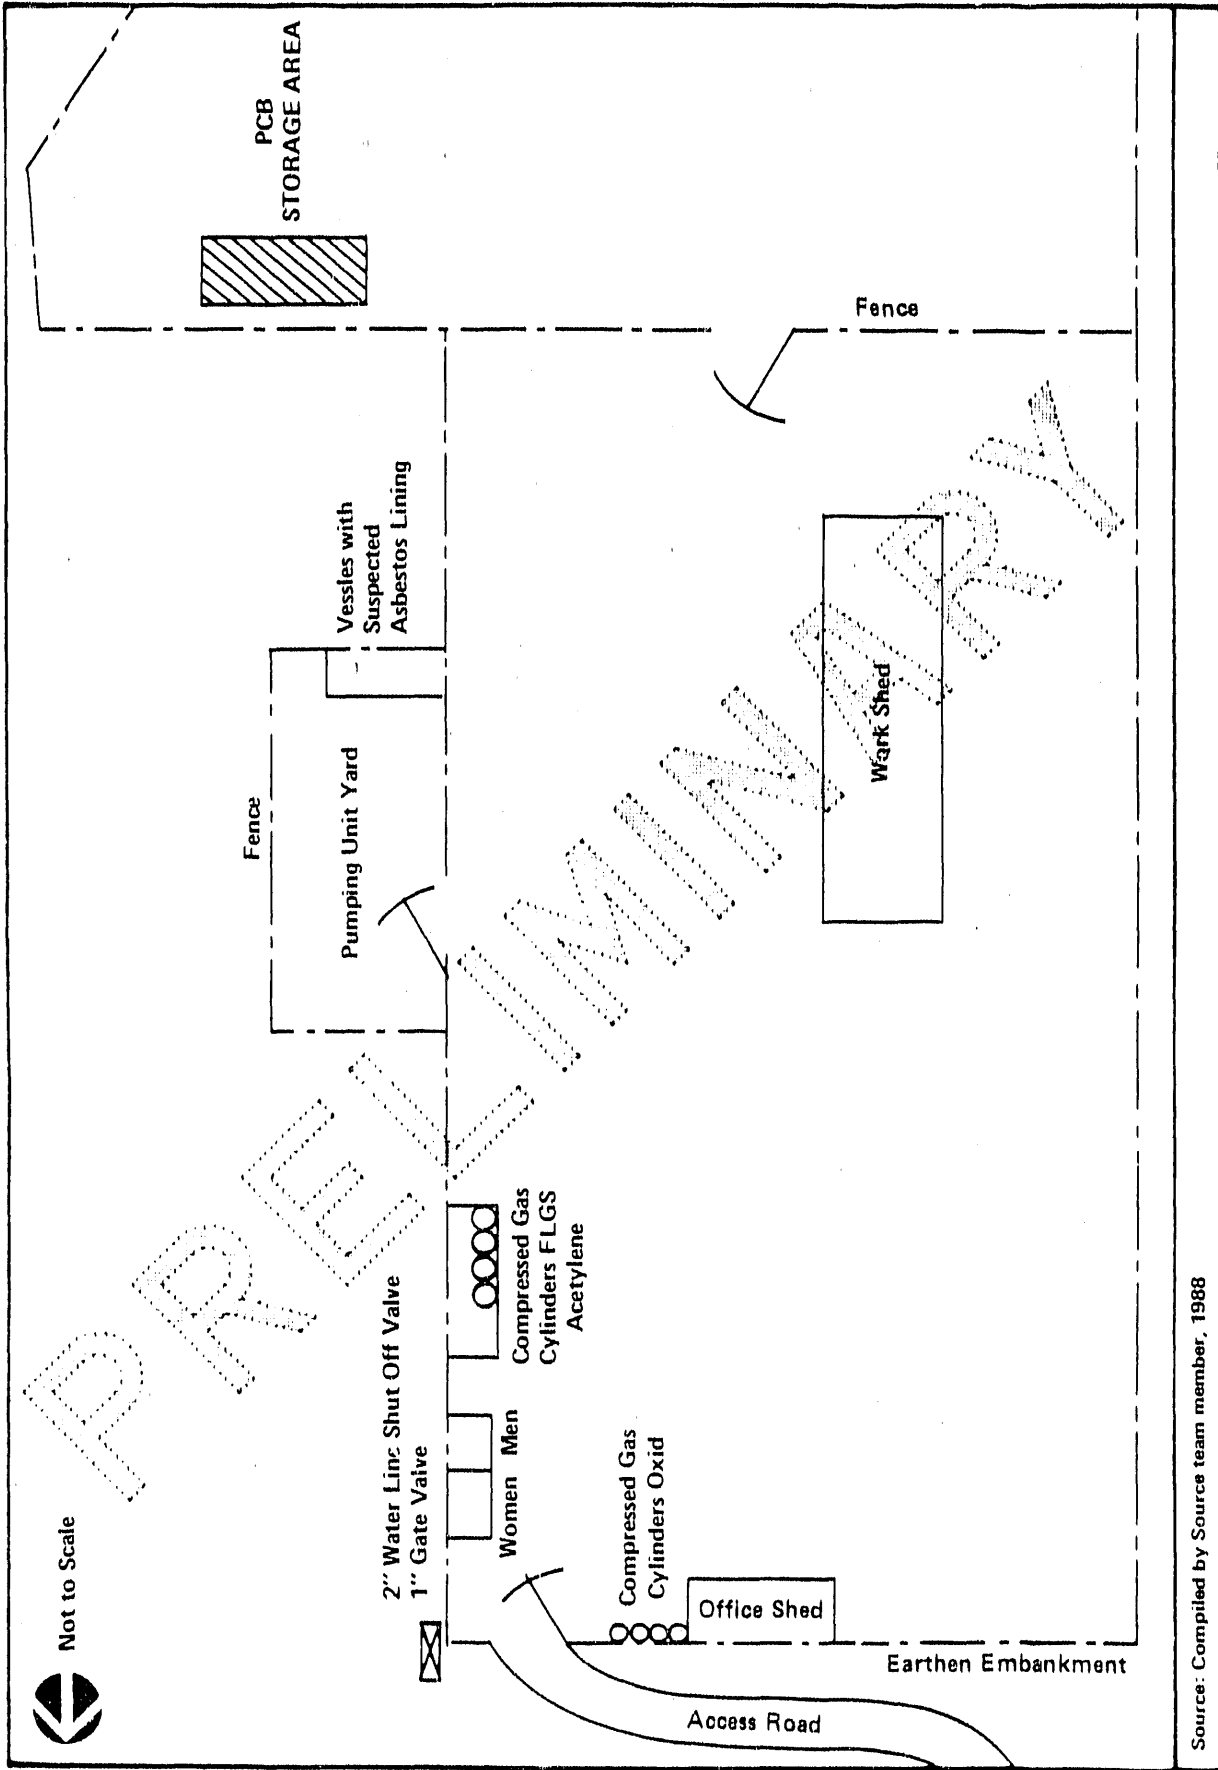 Not to Scale
PCB
STORAGE AREA
Fence
Vessles with
Suspected
Asbestos Lining
Pumping Unit Yard
Fence
2" Water Line Shut Off Valve
1" Gate Valve
Women Men
Compressed Gas
Cylinders FLGS
Acetylene
Compressed Gas
Cylinders Oxid
Office Shed
Work Shed
Earthen Embankment
Access Road
PRELIMINARY
Source: Compiled by Source team member, 1988